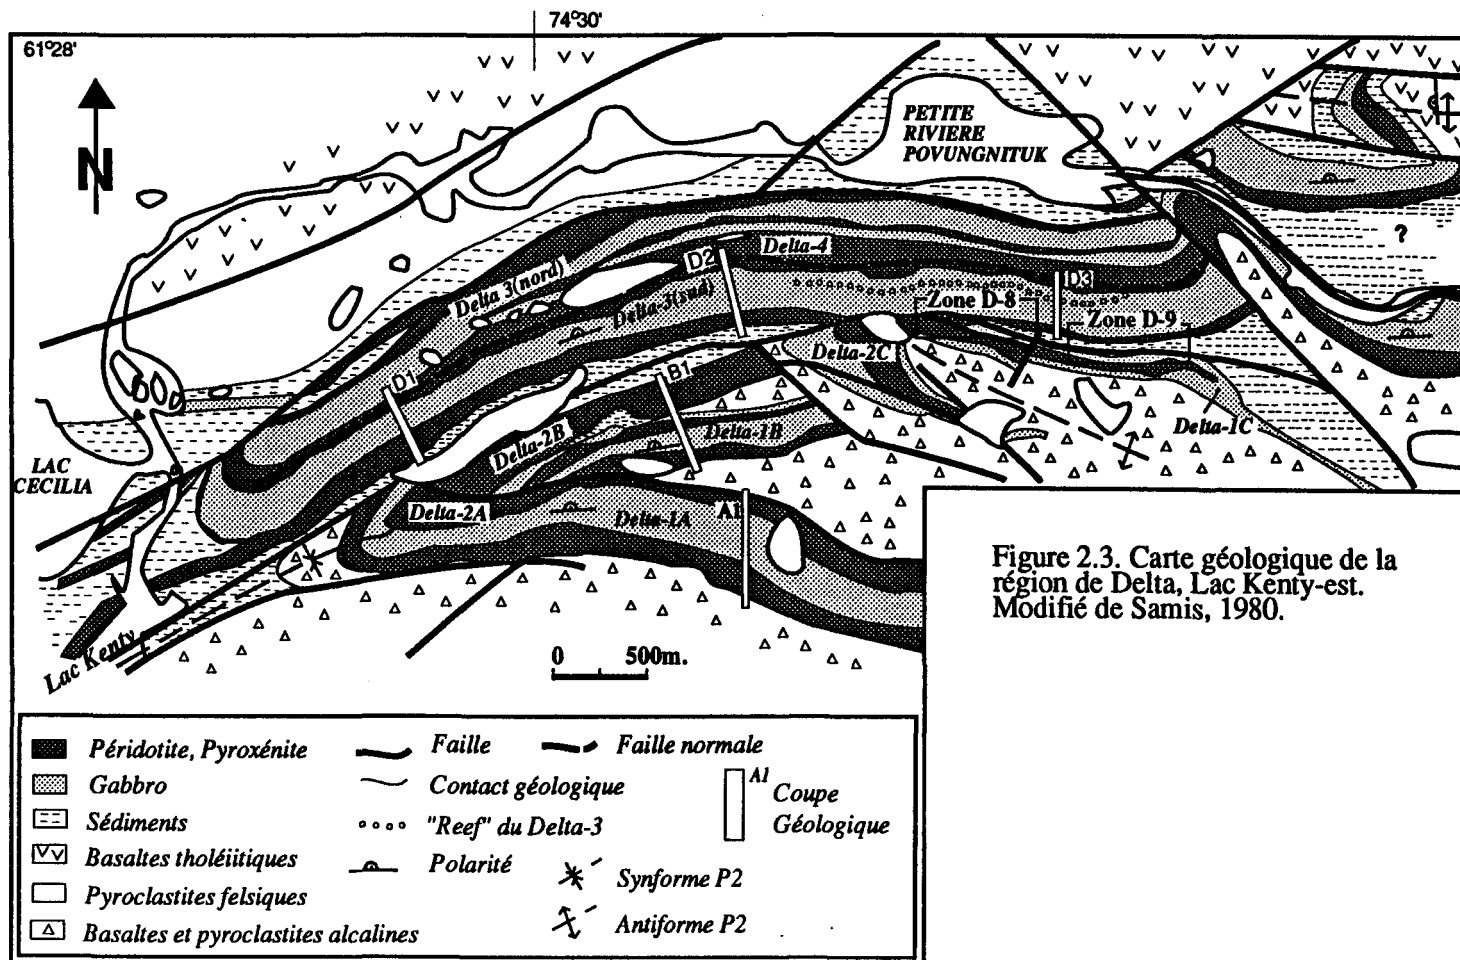 74°30'
61°28'
N
PETITE
RIVIERE
POVUNGNITUK
?
Delta-4
D2
D3
Delta 3(nord)
Delta-3(sud)
Zone D-8
Zone D-9
Delta-2C
D1
B1
Delta-1C
Delta-2B
Delta-1B
LAC
CECILIA
Delta-2A
Delta-1A
A1
Lac Kenty
0 500m.
Figure 2.3. Carte géologique de la
région de Delta, Lac Kenty-est.
Modifié de Samis, 1980.
Péridotite, Pyroxénite
Gabbro
Sédiments
Basaltes tholéiitiques
Pyroclastites felsiques
Basaltes et pyroclastites alcalines
Faille
Contact géologique
"Reef" du Delta-3
Polarité
Faille normale
A1
Coupe
Géologique
Synforme P2
Antiforme P2